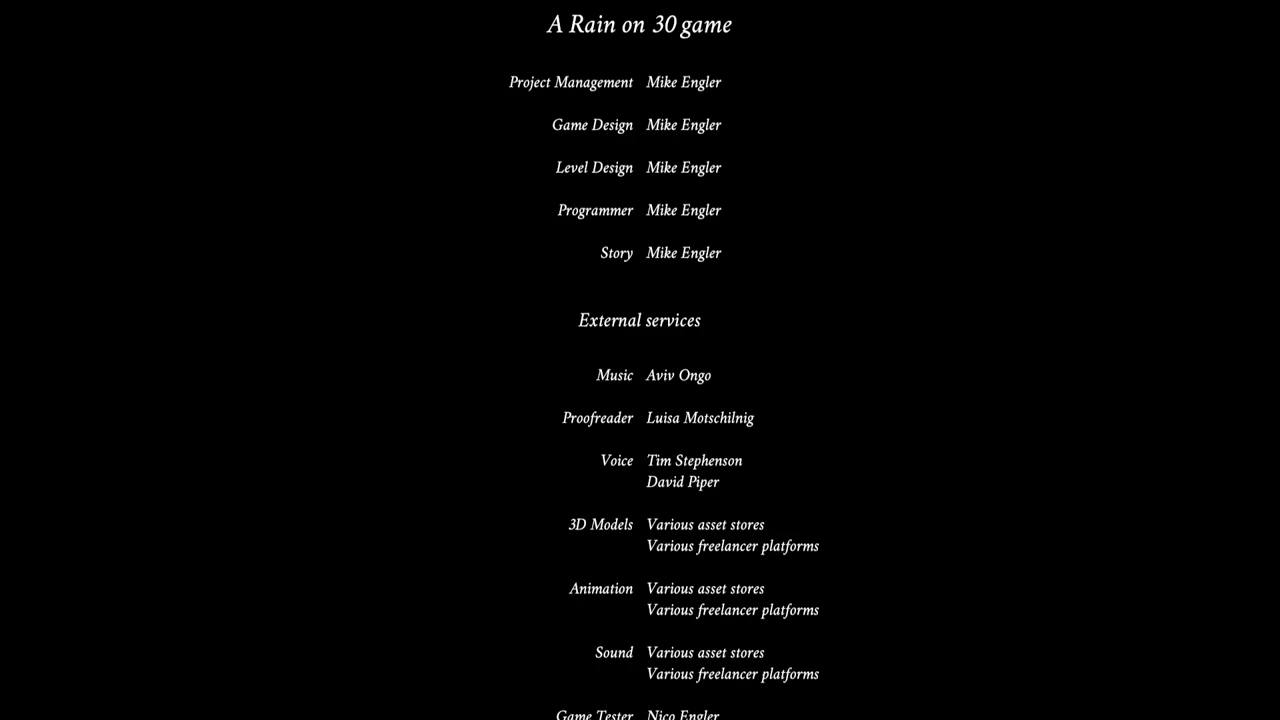 A Rain on 30 game
Project Management Mike Engler
Game Design Mike Engler
Level Design Mike Engler
Programmer Mike Engler
Story Mike Engler
External services
Music Aviv Ongo
Proofreader Luisa Motschilnig
Voice Tim Stephenson
David Piper
3D Models Various asset stores
Various freelancer platforms
Animation Various asset stores
Various freelancer platforms
Sound Various asset stores
Various freelancer platforms
Game Tester Nico Engler